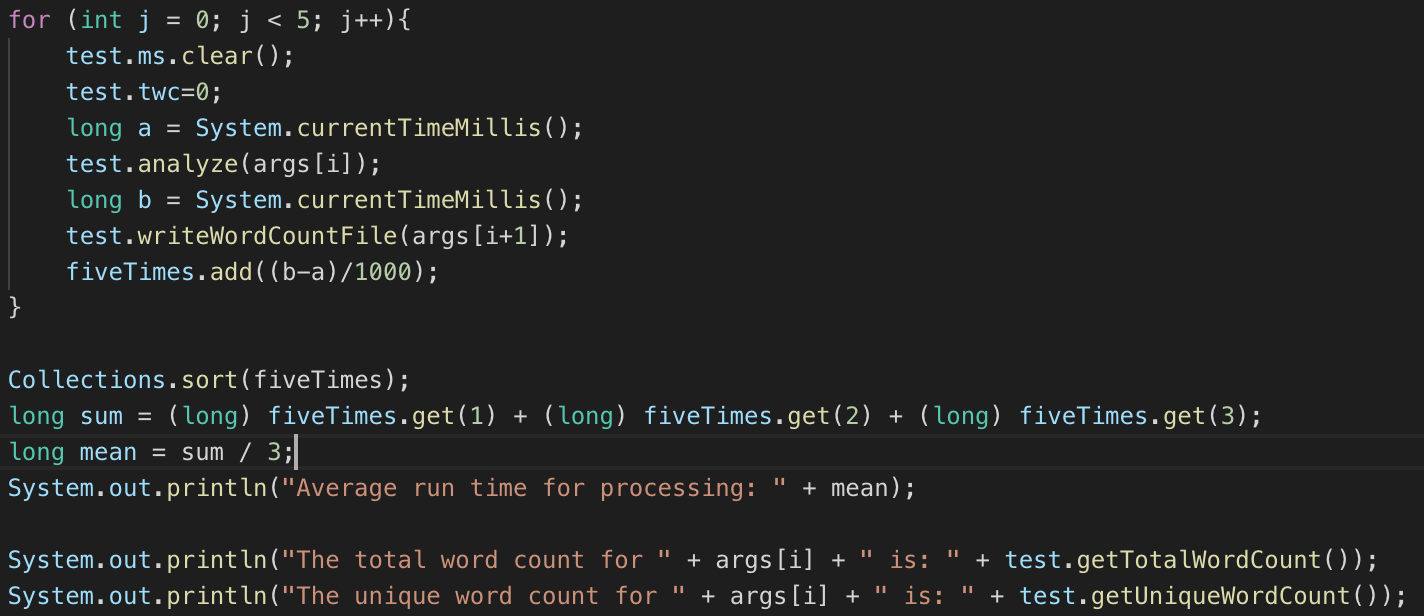 for (int j = 0; j < 5; j++){
    test.ms.clear();
    test.twc=0;
    long a = System.currentTimeMillis();
    test.analyze(args[i]);
    long b = System.currentTimeMillis();
    test.writeWordCountFile(args[i+1]);
    fiveTimes.add((b-a)/1000);
}
Collections.sort(fiveTimes);
long sum = (long) fiveTimes.get(1) + (long) fiveTimes.get(2) + (long) fiveTimes.get(3);
long mean = sum / 3;
System.out.println("Average run time for processing: " + mean);
System.out.println("The total word count for " + args[i] + " is: " + test.getTotalWordCount());
System.out.println("The unique word count for " + args[i] + " is: " + test.getUniqueWordCount());